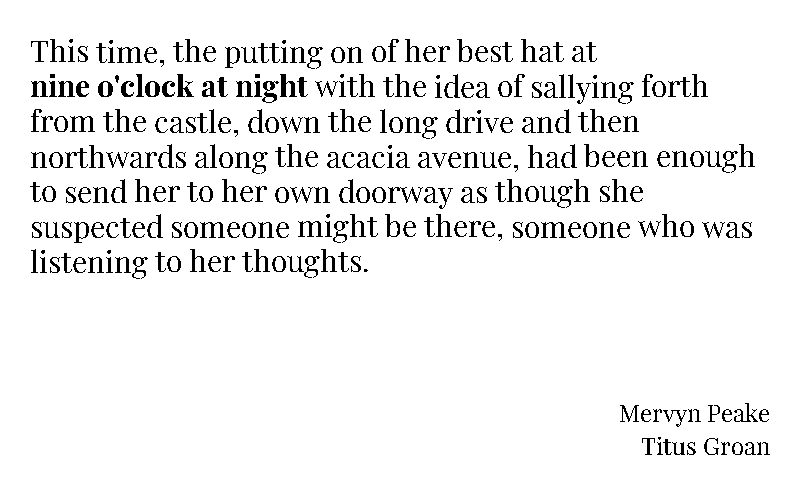 This time, the putting on of her best hat at
nine o'clock at night with the idea of sallying forth
from the castle, down the long drive and then
northwards along the acacia avenue, had been enough
to send her to her own doorway as though she
suspected someone might be there, someone who was
listening to her thoughts.
Mervyn Peake
Titus Groan